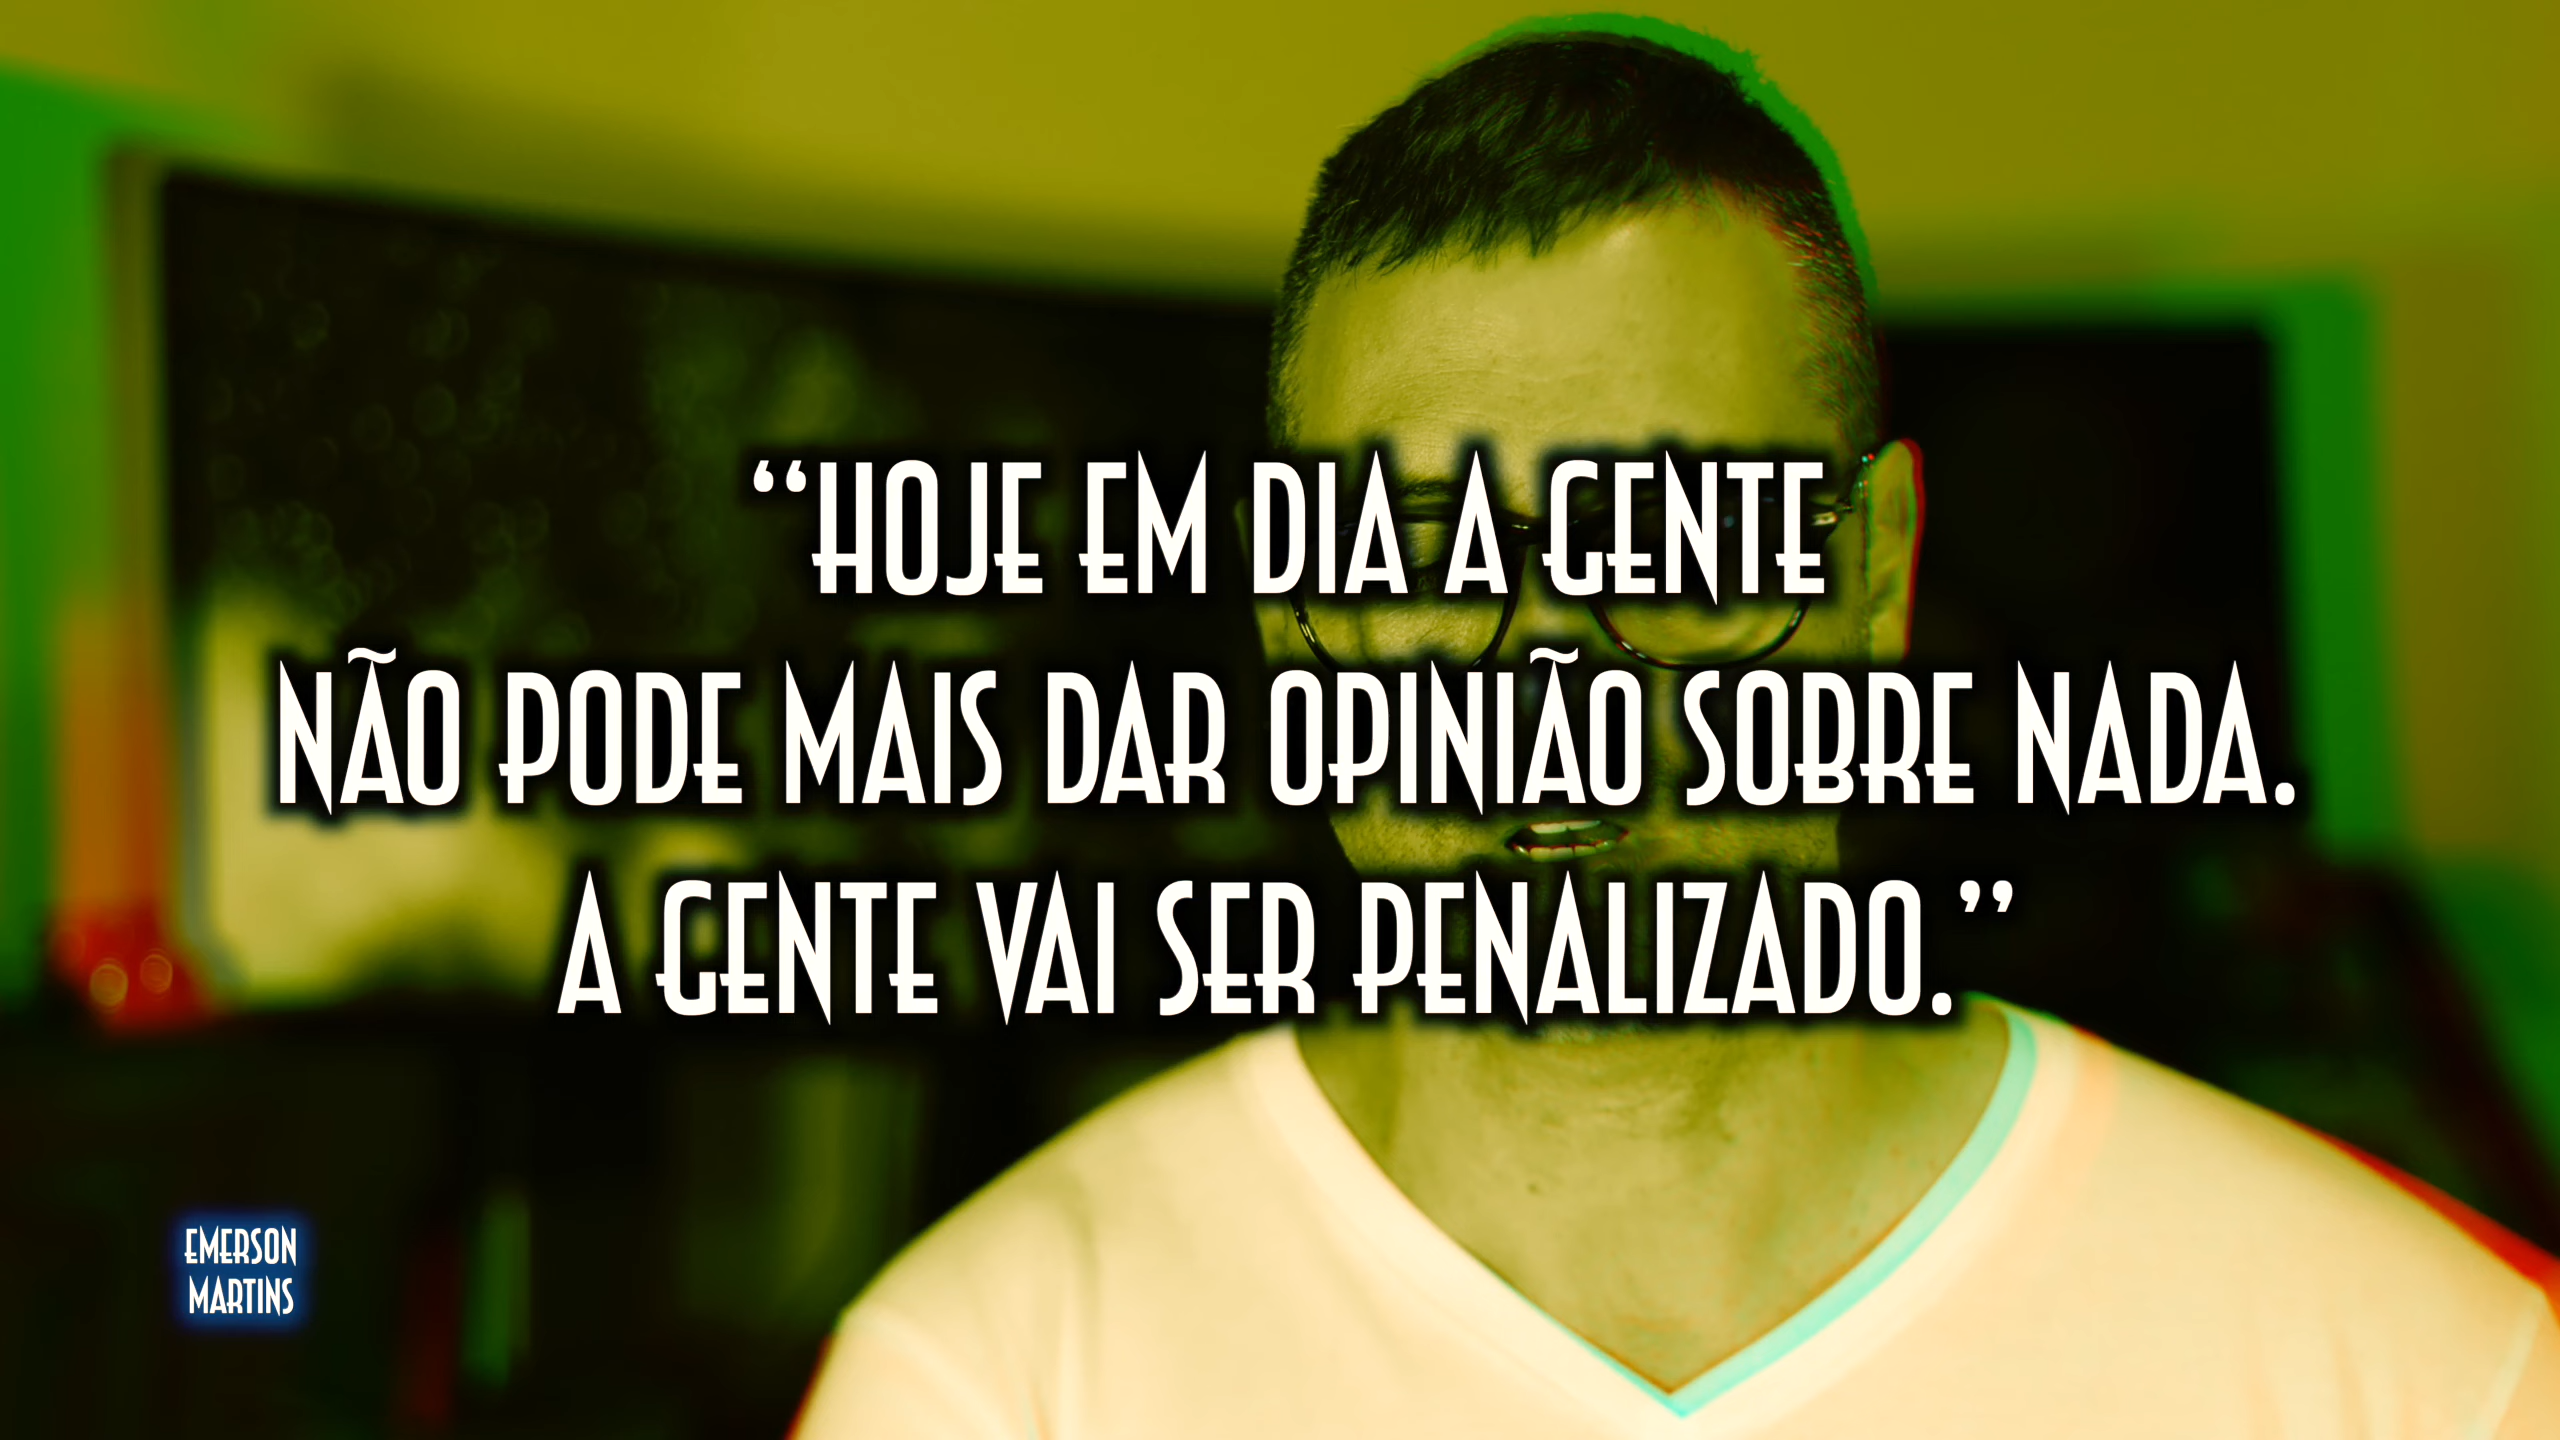 “HOJE EM DIA A GENTE
NÃO PODE MAIS DAR OPINIÃO SOBRE NADA.
A GENTE VAI SER PENALIZADO.”
EMERSON
MARTINS